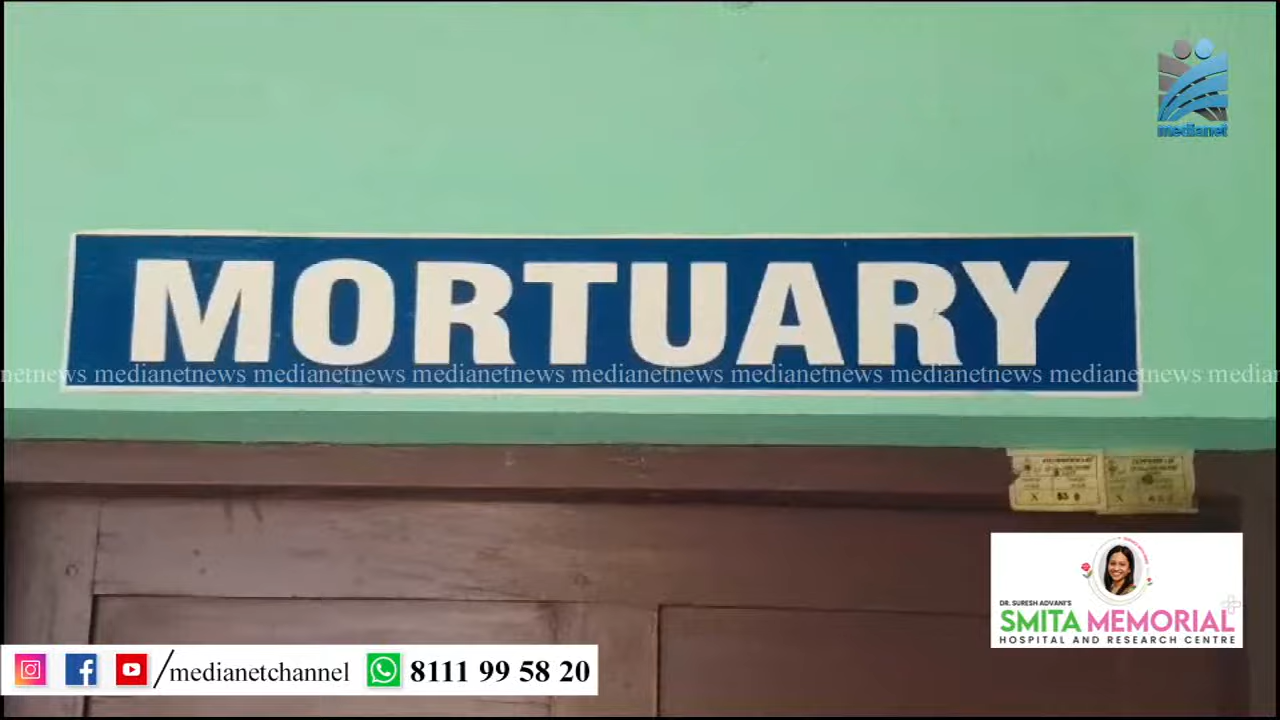 medianet
MORTUARY
netnews medianetnews medianetnews medianetnews medianetnews medianetnews medianetnews medianetnews media
X 53
X
DR. SURESH ADVANI'S
SMITA MEMORIAL
HOSPITAL AND RESEARCH CENTRE
/medianetchannel 8111 99 58 20